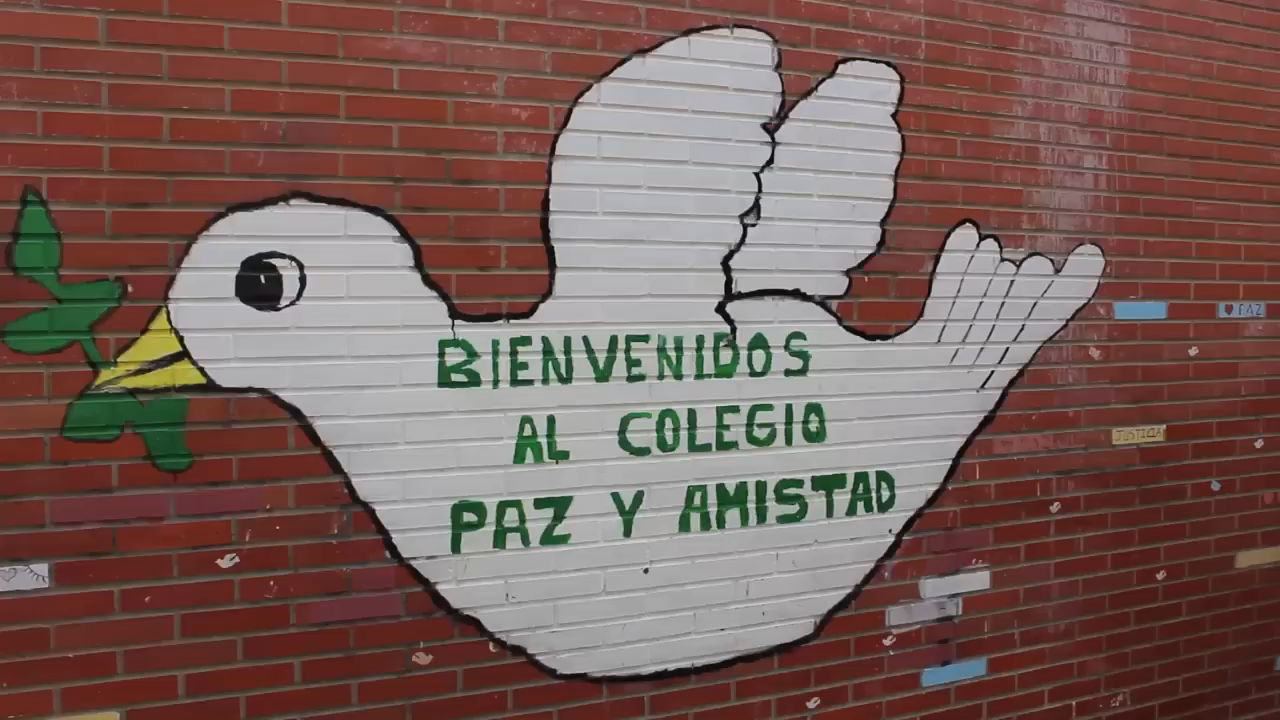 BIENVENIDOS
AL COLEGIO
PAZ Y AMISTAD
PAZ
JUSTICIA